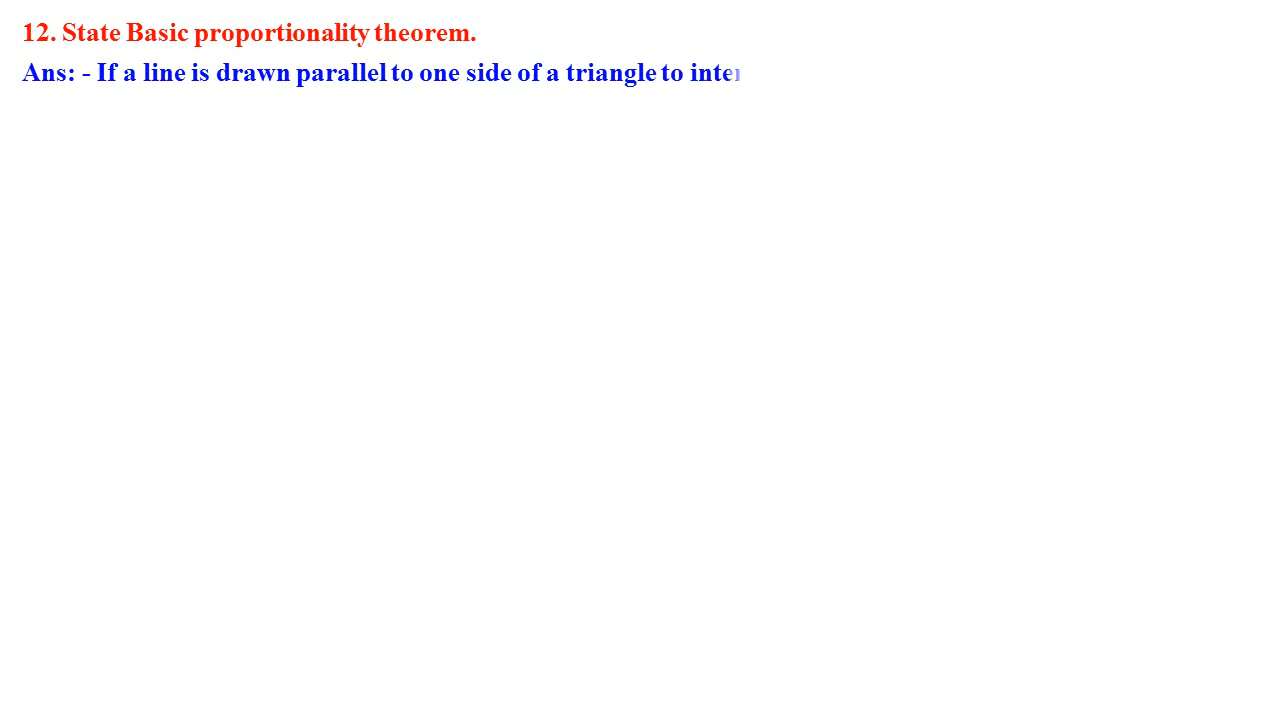 12. State Basic proportionality theorem.
Ans: - If a line is drawn parallel to one side of a triangle to